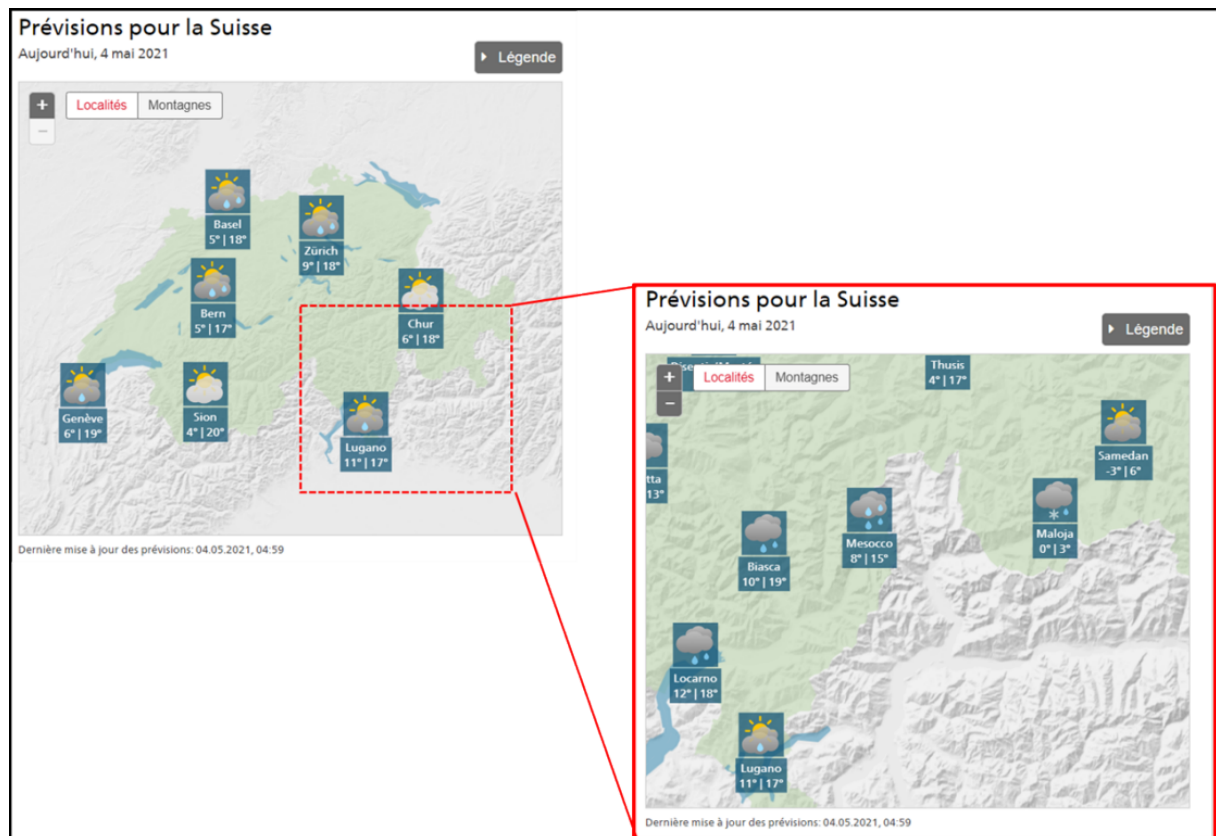 Prévisions pour la Suisse
Aujourd'hui, 4 mai 2021
Légende
+
Localités
Montagnes
−
Basel
5° | 18°
Zürich
9° | 18°
Bern
5° | 17°
Chur
6° | 18°
Genève
6° | 19°
Sion
4° | 20°
Lugano
11° | 17°
Dernière mise à jour des prévisions: 04.05.2021, 04:59
Prévisions pour la Suisse
Aujourd'hui, 4 mai 2021
Légende
+
Localités
Montagnes
−
Thusis
4° | 17°
Samedan
-3° | 6°
tta
13°
Maloja
0° | 3°
Mesocco
8° | 15°
Biasca
10° | 19°
Locarno
12° | 18°
Lugano
11° | 17°
Dernière mise à jour des prévisions: 04.05.2021, 04:59